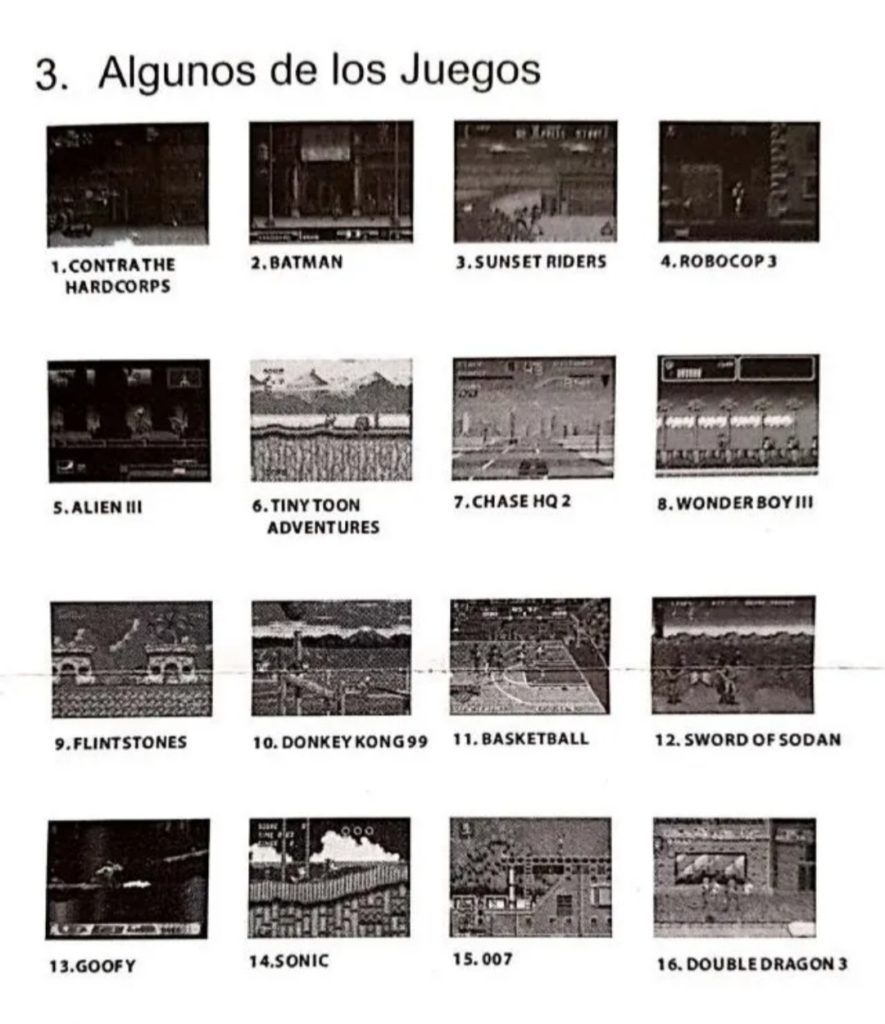 3. Algunos de los Juegos
1.CONTRA THE
HARDCORPS
2.BATMAN
3.SUNSET RIDERS
4.ROBOCOP 3
5.ALIEN III
6.TINY TOON
ADVENTURES
7.CHASE HQ 2
8.WONDER BOY III
9.FLINTSTONES
10. DONKEY KONG 99
11. BASKETBALL
12. SWORD OF SODAN
13.GOOFY
14.SONIC
15. 007
16. DOUBLE DRAGON 3